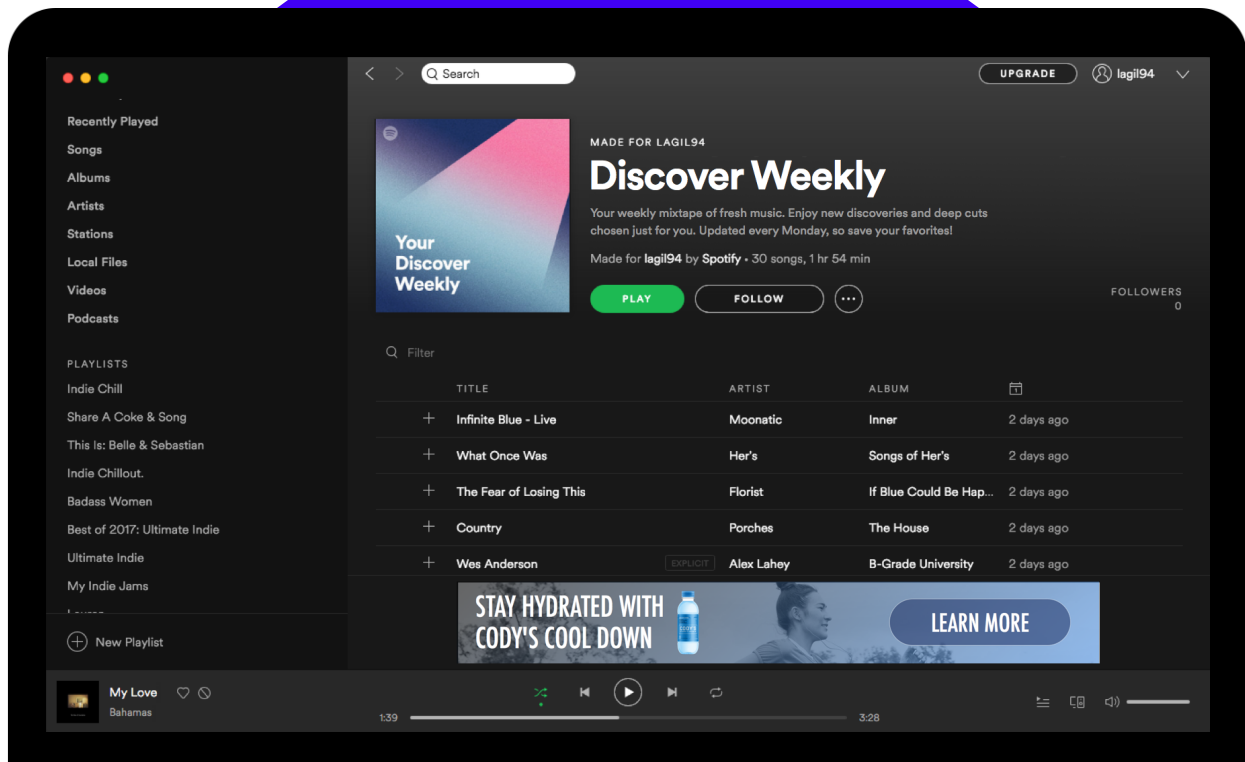 Search
UPGRADE
lagil94
Recently Played
Songs
Albums
Artists
Stations
Local Files
Videos
Podcasts
PLAYLISTS
Indie Chill
Share A Coke & Song
This Is: Belle & Sebastian
Indie Chillout.
Badass Women
Best of 2017: Ultimate Indie
Ultimate Indie
My Indie Jams
New Playlist
Your
Discover
Weekly
MADE FOR LAGIL94
Discover Weekly
Your weekly mixtape of fresh music. Enjoy new discoveries and deep cuts
chosen just for you. Updated every Monday, so save your favorites!
Made for lagil94 by Spotify • 30 songs, 1 hr 54 min
PLAY
FOLLOW
FOLLOWERS
0
Filter
TITLE ARTIST ALBUM
Infinite Blue - Live Moonatic Inner 2 days ago
What Once Was Her's Songs of Her's 2 days ago
The Fear of Losing This Florist If Blue Could Be Hap... 2 days ago
Country Porches The House 2 days ago
Wes Anderson EXPLICIT Alex Lahey B-Grade University 2 days ago
STAY HYDRATED WITH
CODY'S COOL DOWN
LEARN MORE
My Love
Bahamas
1:39
3:28